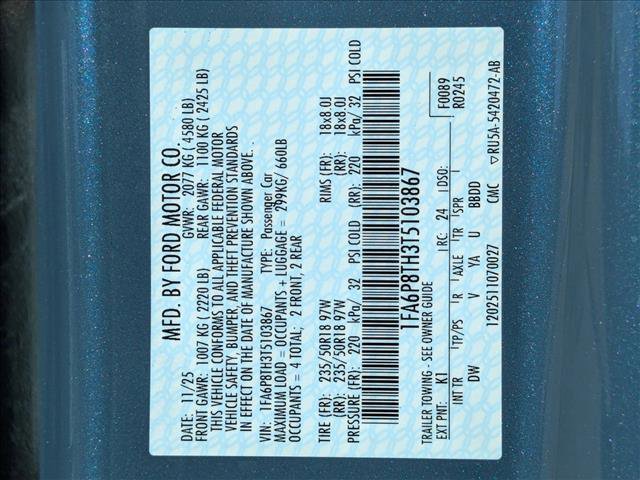 MFD. BY FORD MOTOR CO.
DATE: 11/25 GVWR: 2077 KG ( 4580 LB)
FRONT GAWR: 1007 KG ( 2220 LB) REAR GAWR: 1100 KG ( 2425 LB)
THIS VEHICLE CONFORMS TO ALL APPLICABLE FEDERAL MOTOR
VEHICLE SAFETY, BUMPER, AND THEFT PREVENTION STANDARDS
IN EFFECT ON THE DATE OF MANUFACTURE SHOWN ABOVE.
VIN: 1FA6P8TH3T5103867 TYPE: Passenger Car
MAXIMUM LOAD = OCCUPANTS + LUGGAGE = 299KG/ 660LB
OCCUPANTS = 4 TOTAL; 2 FRONT, 2 REAR
TIRE (FR): 235/50R18 97W RIMS (FR): 18x8.0J
(RR): 235/50R18 97W (RR): 18x8.0J
PRESSURE (FR): 220 kPa/ 32 PSI COLD (RR): 220 kPa/ 32 PSI COLD
1FA6P8TH3T5103867
TRAILER TOWING - SEE OWNER GUIDE
F0089
R0245
EXT PNT: K1 RC: 24 DSO:
INT TR TP/PS R AXLE TR SPR
DW V YA U BBDD
1202511070027 CMC ▽RU5A-5420472-AB